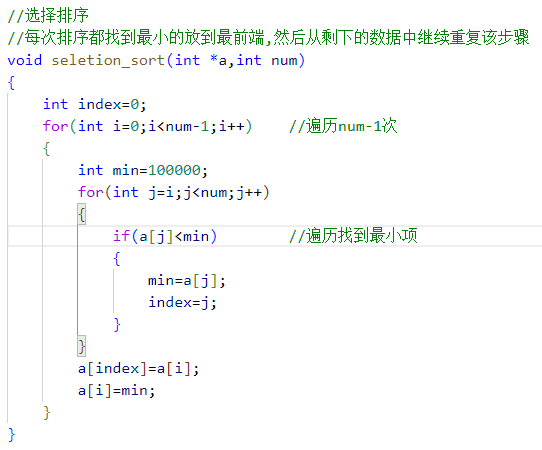 //选择排序
//每次排序都找到最小的放到最前端,然后从剩下的数据中继续重复该步骤
void seletion_sort(int *a,int num)
{
    int index=0;
    for(int i=0;i<num-1;i++)    //遍历num-1次
    {
        int min=100000;
        for(int j=i;j<num;j++)
        {
            if(a[j]<min)        //遍历找到最小项
            {
                min=a[j];
                index=j;
            }
        }
        a[index]=a[i];
        a[i]=min;
    }
}